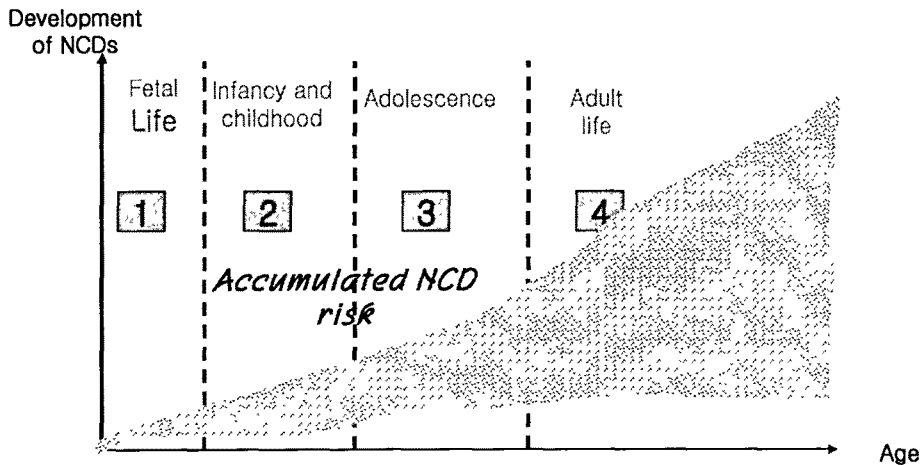 Development
of NCDs
Fetal
Life
Infancy and
childhood
Adolescence
Adult
life
1
2
3
4
Accumulated NCD
risk
Age